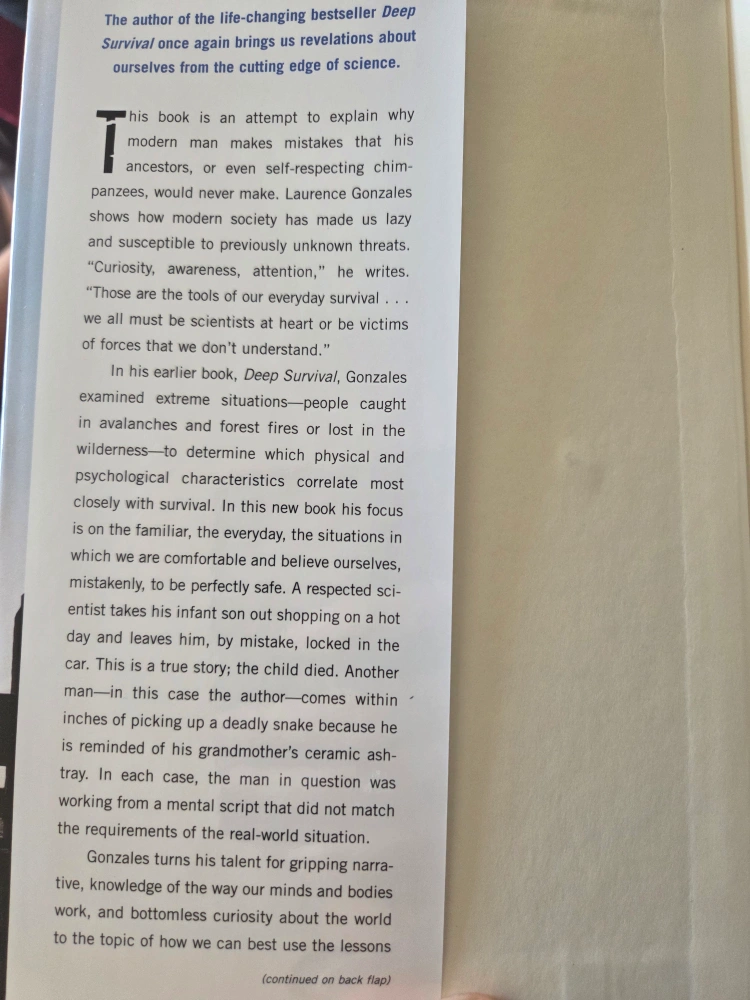 The author of the life-changing bestseller Deep
Survival once again brings us revelations about
ourselves from the cutting edge of science.
This book is an attempt to explain why
modern man makes mistakes that his
ancestors, or even self-respecting chim-
panzees, would never make. Laurence Gonzales
shows how modern society has made us lazy
and susceptible to previously unknown threats.
“Curiosity, awareness, attention,” he writes.
“Those are the tools of our everyday survival . . .
we all must be scientists at heart or be victims
of forces that we don’t understand.”
In his earlier book, Deep Survival, Gonzales
examined extreme situations—people caught
in avalanches and forest fires or lost in the
wilderness—to determine which physical and
psychological characteristics correlate most
closely with survival. In this new book his focus
is on the familiar, the everyday, the situations in
which we are comfortable and believe ourselves,
mistakenly, to be perfectly safe. A respected sci-
entist takes his infant son out shopping on a hot
day and leaves him, by mistake, locked in the
car. This is a true story; the child died. Another
man—in this case the author—comes within
inches of picking up a deadly snake because he
is reminded of his grandmother’s ceramic ash-
tray. In each case, the man in question was
working from a mental script that did not match
the requirements of the real-world situation.
Gonzales turns his talent for gripping narra-
tive, knowledge of the way our minds and bodies
work, and bottomless curiosity about the world
to the topic of how we can best use the lessons
(continued on back flap)